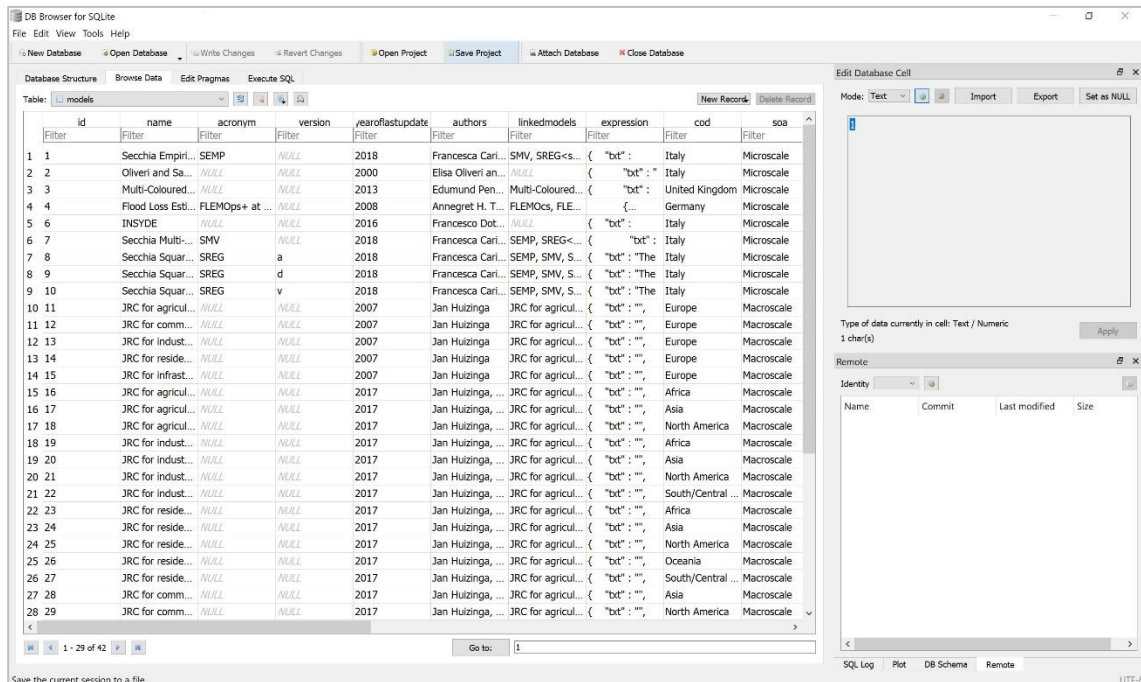 DB Browser for SQLite
File Edit View Tools Help
New Database Open Database Write Changes Revert Changes Open Project Save Project Attach Database Close Database
Database Structure Browse Data Edit Pragmas Execute SQL
Table: models New Record Delete Record
id name acronym version yearoflastupdate authors linkedmodels expression cod soa
Filter Filter Filter Filter Filter Filter Filter Filter Filter Filter
1 1 Secchia Empiri... SEMP NULL 2018 Francesca Cari... SMV, SREG<s... { "txt" : Italy Microscale
2 2 Oliveri and Sa... NULL NULL 2000 Elisa Oliveri an... NULL { "txt" : " Italy Microscale
3 3 Multi-Coloured... NULL NULL 2013 Edumund Pen... Multi-Coloured... { "txt" : United Kingdom Microscale
4 4 Flood Loss Esti... FLEMOps+ at ... NULL 2008 Annegret H. T... FLEMOcs, FLE... {... Germany Microscale
5 6 INSYDE NULL NULL 2016 Francesco Dot... NULL { "txt" : Italy Microscale
6 7 Secchia Multi-... SMV NULL 2018 Francesca Cari... SEMP, SREG<... { "txt" : Italy Microscale
7 8 Secchia Squar... SREG a 2018 Francesca Cari... SEMP, SMV, S... { "txt" : "The Italy Microscale
8 9 Secchia Squar... SREG d 2018 Francesca Cari... SEMP, SMV, S... { "txt" : "The Italy Microscale
9 10 Secchia Squar... SREG v 2018 Francesca Cari... SEMP, SMV, S... { "txt" : "The Italy Microscale
10 11 JRC for agricul... NULL NULL 2007 Jan Huizinga JRC for agricul... { "txt" : "", Europe Macroscale
11 12 JRC for comm... NULL NULL 2007 Jan Huizinga JRC for agricul... { "txt" : "", Europe Macroscale
12 13 JRC for indust... NULL NULL 2007 Jan Huizinga JRC for agricul... { "txt" : "", Europe Macroscale
13 14 JRC for reside... NULL NULL 2007 Jan Huizinga JRC for agricul... { "txt" : "", Europe Macroscale
14 15 JRC for infrast... NULL NULL 2007 Jan Huizinga JRC for agricul... { "txt" : "", Europe Macroscale
15 16 JRC for agricul... NULL NULL 2017 Jan Huizinga, ... JRC for agricul... { "txt" : "", Africa Macroscale
16 17 JRC for agricul... NULL NULL 2017 Jan Huizinga, ... JRC for agricul... { "txt" : "", Asia Macroscale
17 18 JRC for agricul... NULL NULL 2017 Jan Huizinga, ... JRC for agricul... { "txt" : "", North America Macroscale
18 19 JRC for indust... NULL NULL 2017 Jan Huizinga, ... JRC for agricul... { "txt" : "", Africa Macroscale
19 20 JRC for indust... NULL NULL 2017 Jan Huizinga, ... JRC for agricul... { "txt" : "", Asia Macroscale
20 21 JRC for indust... NULL NULL 2017 Jan Huizinga, ... JRC for agricul... { "txt" : "", North America Macroscale
21 22 JRC for indust... NULL NULL 2017 Jan Huizinga, ... JRC for agricul... { "txt" : "", South/Central ... Macroscale
22 23 JRC for reside... NULL NULL 2017 Jan Huizinga, ... JRC for agricul... { "txt" : "", Africa Macroscale
23 24 JRC for reside... NULL NULL 2017 Jan Huizinga, ... JRC for agricul... { "txt" : "", Asia Macroscale
24 25 JRC for reside... NULL NULL 2017 Jan Huizinga, ... JRC for agricul... { "txt" : "", North America Macroscale
25 26 JRC for reside... NULL NULL 2017 Jan Huizinga, ... JRC for agricul... { "txt" : "", Oceania Macroscale
26 27 JRC for reside... NULL NULL 2017 Jan Huizinga, ... JRC for agricul... { "txt" : "", South/Central ... Macroscale
27 28 JRC for comm... NULL NULL 2017 Jan Huizinga, ... JRC for agricul... { "txt" : "", Asia Macroscale
28 29 JRC for comm... NULL NULL 2017 Jan Huizinga, ... JRC for agricul... { "txt" : "", North America Macroscale
1 - 29 of 42 Go to: 1
Save the current session to a file
Edit Database Cell
Mode: Text Import Export Set as NULL
1
Type of data currently in cell: Text / Numeric
1 char(s)
Apply
Remote
Identity
Name Commit Last modified Size
SQL Log Plot DB Schema Remote